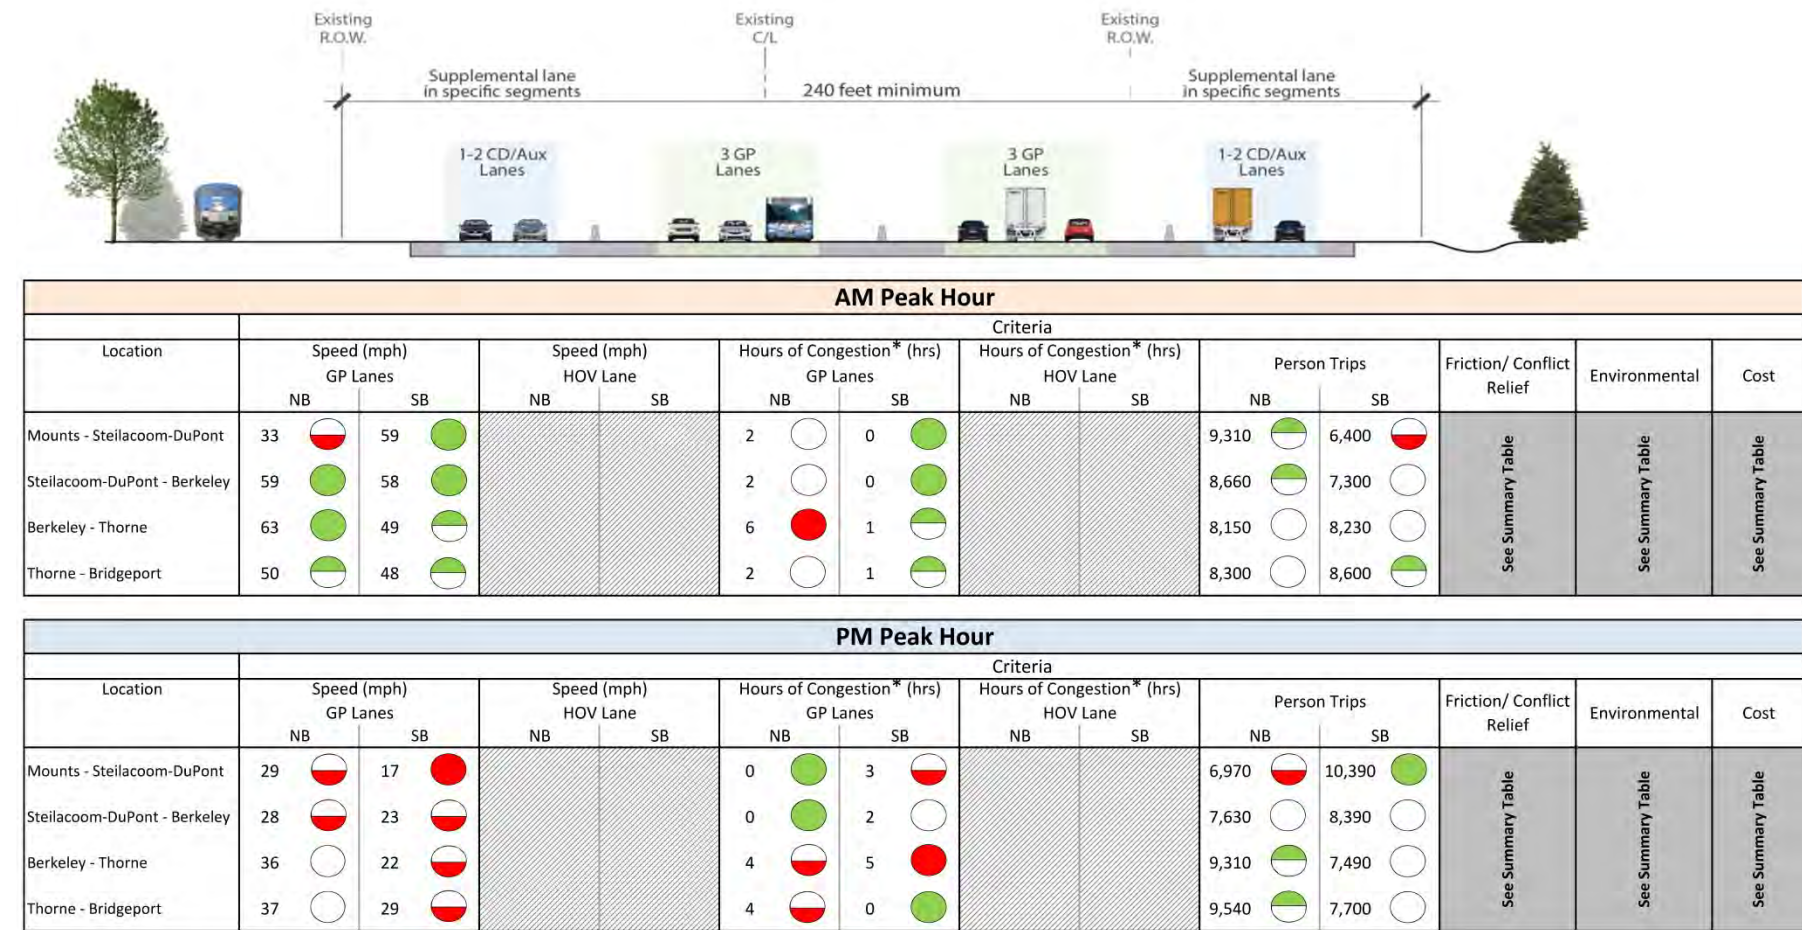 Existing
R.O.W.
Existing
C/L
Existing
R.O.W.
Supplemental lane
in specific segments
240 feet minimum
Supplemental lane
in specific segments
1-2 CD/Aux
Lanes
3 GP
Lanes
3 GP
Lanes
1-2 CD/Aux
Lanes
AM Peak Hour
Criteria
Location Speed (mph) Speed (mph) Hours of Congestion* (hrs) Hours of Congestion* (hrs) Person Trips Friction/ Conflict Relief Environmental Cost
GP Lanes HOV Lane GP Lanes HOV Lane
NB SB NB SB NB SB NB SB NB SB
Mounts - Steilacoom-DuPont 33 59 2 0 9,310 6,400
Steilacoom-DuPont - Berkeley 59 58 2 0 8,660 7,300
Berkeley - Thorne 63 49 6 1 8,150 8,230
Thorne - Bridgeport 50 48 2 1 8,300 8,600
See Summary Table
See Summary Table
See Summary Table
PM Peak Hour
Criteria
Location Speed (mph) Speed (mph) Hours of Congestion* (hrs) Hours of Congestion* (hrs) Person Trips Friction/ Conflict Relief Environmental Cost
GP Lanes HOV Lane GP Lanes HOV Lane
NB SB NB SB NB SB NB SB NB SB
Mounts - Steilacoom-DuPont 29 17 0 3 6,970 10,390
Steilacoom-DuPont - Berkeley 28 23 0 2 7,630 8,390
Berkeley - Thorne 36 22 4 5 9,310 7,490
Thorne - Bridgeport 37 29 4 0 9,540 7,700
See Summary Table
See Summary Table
See Summary Table